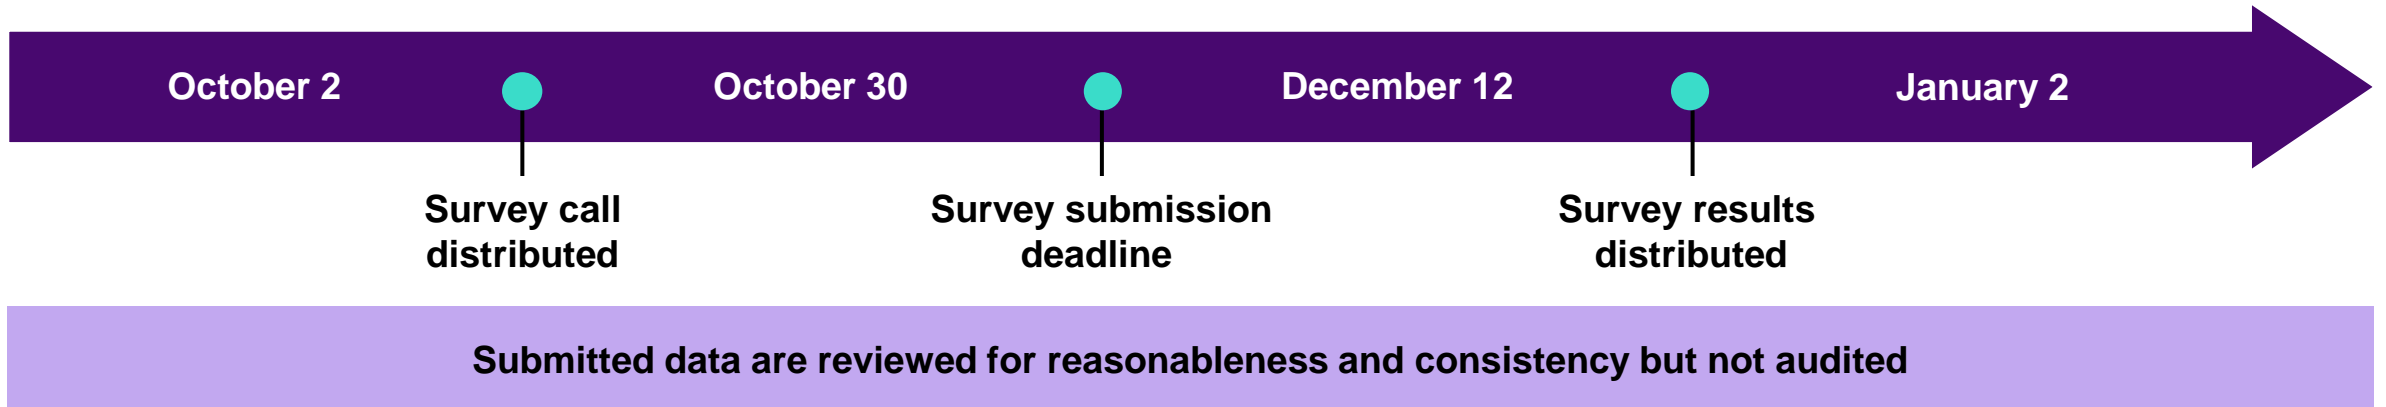 October 2
October 30
December 12
January 2
Survey call
distributed
Survey submission
deadline
Survey results
distributed
Submitted data are reviewed for reasonableness and consistency but not audited